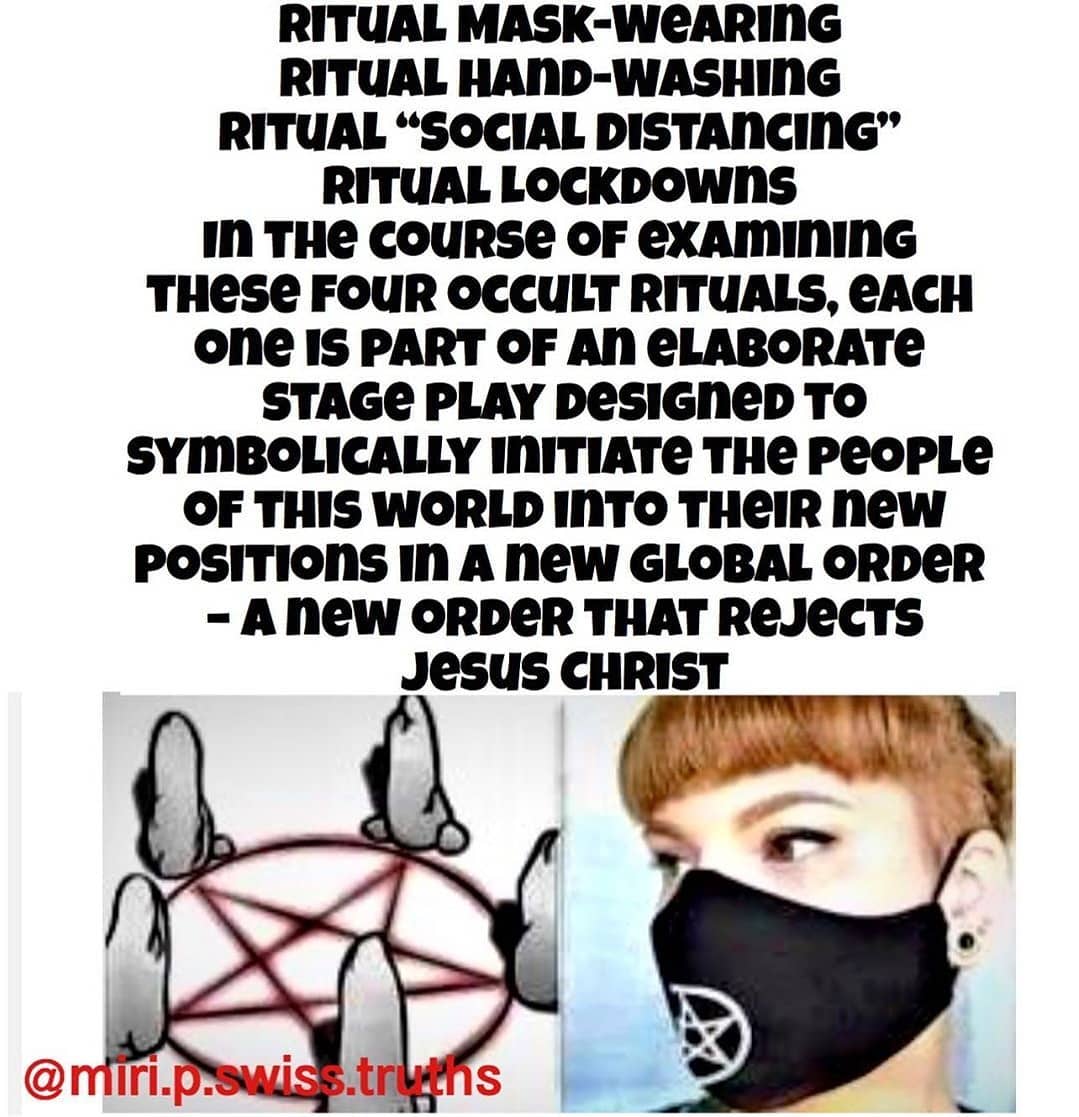 RITUAL MASK-WEARING
RITUAL HAND-WASHING
RITUAL “SOCIAL DISTANCING”
RITUAL LOCKDOWNS
IN THE COURSE OF EXAMINING
THESE FOUR OCCULT RITUALS, EACH
ONE IS PART OF AN ELABORATE
STAGE PLAY DESIGNED TO
SYMBOLICALLY INITIATE THE PEOPLE
OF THIS WORLD INTO THEIR NEW
POSITIONS IN A NEW GLOBAL ORDER
- A NEW ORDER THAT REJECTS
JESUS CHRIST
@miri.p.swiss.truths